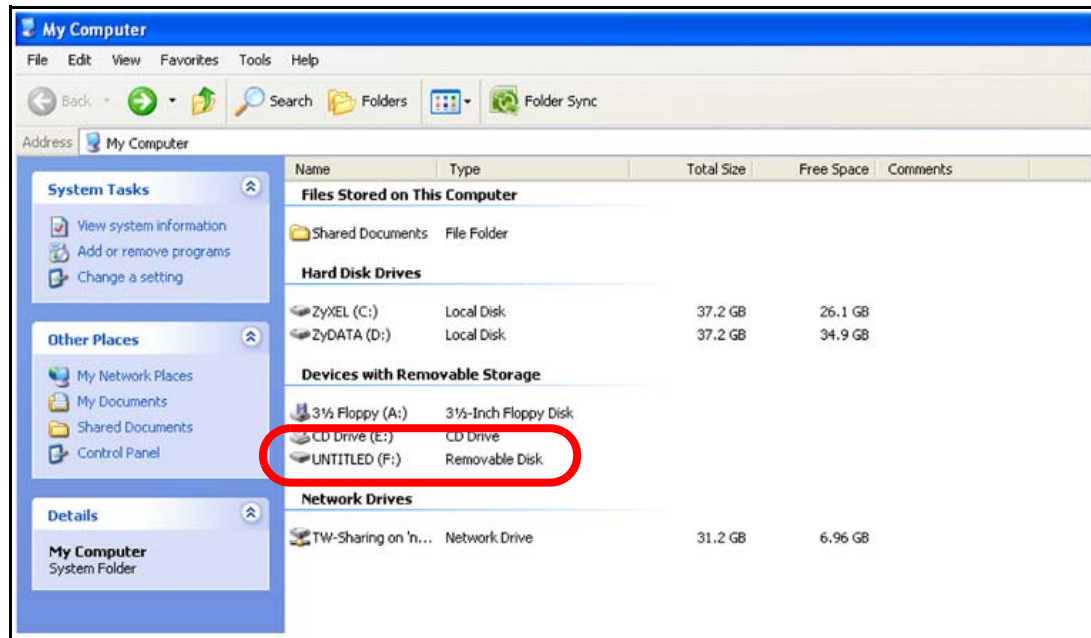 My Computer
File Edit View Favorites Tools Help
Back Search Folders Folder Sync
Address My Computer
Name Type Total Size Free Space Comments
System Tasks
View system information
Add or remove programs
Change a setting
Other Places
My Network Places
My Documents
Shared Documents
Control Panel
Details
My Computer
System Folder
Files Stored on This Computer
Shared Documents File Folder
Hard Disk Drives
ZyXEL (C:) Local Disk 37.2 GB 26.1 GB
ZyDATA (D:) Local Disk 37.2 GB 34.9 GB
Devices with Removable Storage
3½ Floppy (A:) 3½-Inch Floppy Disk
CD Drive (E:) CD Drive
UNTITLED (F:) Removable Disk
Network Drives
TW-Sharing on 'n... Network Drive 31.2 GB 6.96 GB